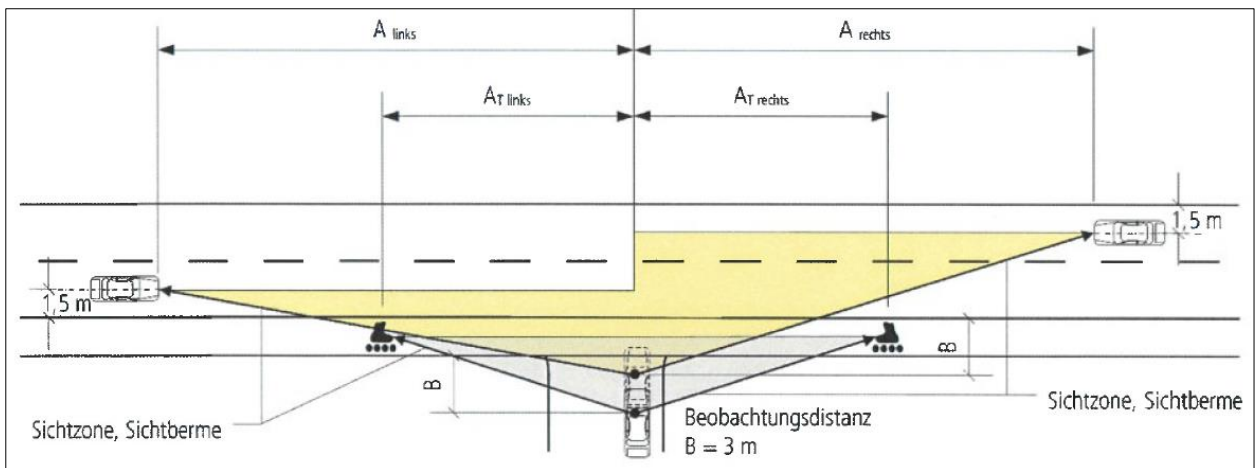 A links
A rechts
AT links
AT rechts
1,5 m
1,5 m
B
B
Sichtzone, Sichtberme
Beobachtungsdistanz
B = 3 m
Sichtzone, Sichtberme